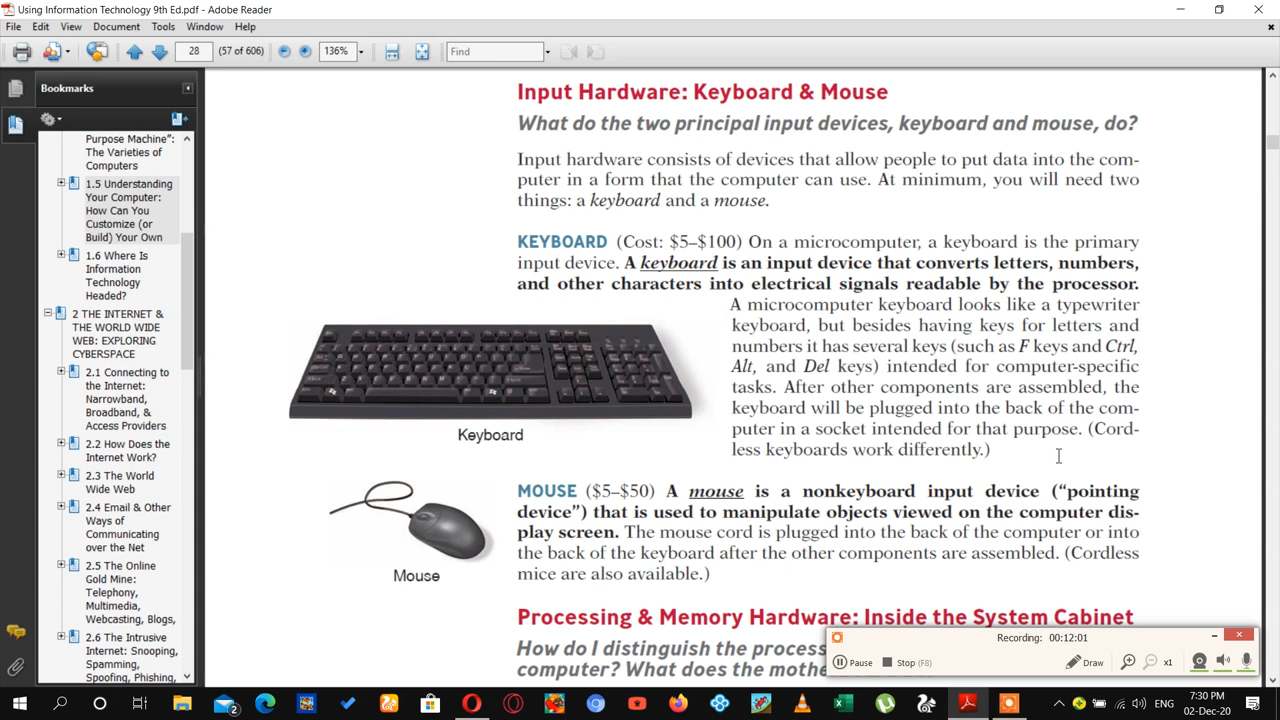 Using Information Technology 9th Ed.pdf - Adobe Reader
File Edit View Document Tools Window Help
28 (57 of 606) 136% Find
Bookmarks
Purpose Machine":
The Varieties of
Computers
1.5 Understanding
Your Computer:
How Can You
Customize (or
Build) Your Own
1.6 Where Is
Information
Technology
Headed?
2 THE INTERNET &
THE WORLD WIDE
WEB: EXPLORING
CYBERSPACE
2.1 Connecting to
the Internet:
Narrowband,
Broadband, &
Access Providers
2.2 How Does the
Internet Work?
2.3 The World
Wide Web
2.4 Email & Other
Ways of
Communicating
over the Net
2.5 The Online
Gold Mine:
Telephony,
Multimedia,
Webcasting, Blogs,
2.6 The Intrusive
Internet: Snooping,
Spamming,
Spoofing, Phishing,
Input Hardware: Keyboard & Mouse
What do the two principal input devices, keyboard and mouse, do?
Input hardware consists of devices that allow people to put data into the com-
puter in a form that the computer can use. At minimum, you will need two
things: a keyboard and a mouse.
KEYBOARD (Cost: $5–$100) On a microcomputer, a keyboard is the primary
input device. A keyboard is an input device that converts letters, numbers,
and other characters into electrical signals readable by the processor.
A microcomputer keyboard looks like a typewriter
keyboard, but besides having keys for letters and
numbers it has several keys (such as F keys and Ctrl,
Alt, and Del keys) intended for computer-specific
tasks. After other components are assembled, the
keyboard will be plugged into the back of the com-
puter in a socket intended for that purpose. (Cord-
less keyboards work differently.)
Keyboard
MOUSE ($5–$50) A mouse is a nonkeyboard input device ("pointing
device") that is used to manipulate objects viewed on the computer dis-
play screen. The mouse cord is plugged into the back of the computer or into
the back of the keyboard after the other components are assembled. (Cordless
mice are also available.)
Mouse
Processing & Memory Hardware: Inside the System Cabinet
How do I distinguish the process
computer? What does the moth
Recording: 00:12:01
Pause Stop (F8) Draw x1
2
ENG
7:30 PM
02-Dec-20